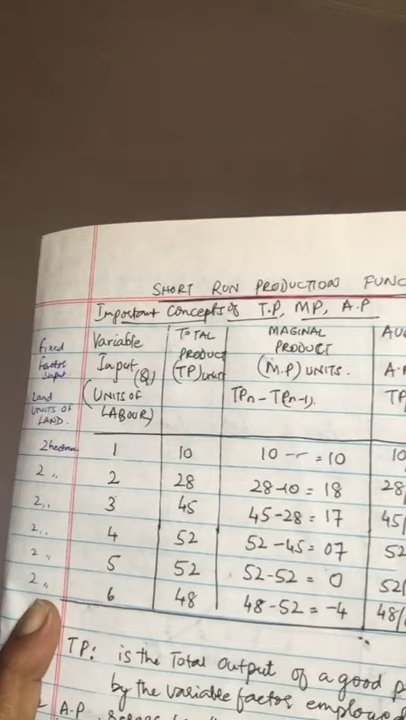 SHORT RUN PRODUCTION FUNC
Important Concepts of T.P, MP, A.P
Fixed factors input Land UNITS OF LAND. | Variable Input (Q) (UNITS OF LABOUR) | TOTAL PRODUCT (TP) units | MAGINAL PRODUCT (M.P) UNITS. TPn - TPn-1) | A.P TP
2 hectares 1 10 10 -- = 10 10
2 ,, 2 28 28-10 = 18 28/
2 ,, 3 45 45-28 = 17 45/
2 ,, 4 52 52-45 = 07 52
2 ,, 5 52 52-52 = 0 52/
2 ,, 6 48 48-52 = -4 48/
TP: is the Total output of a good p
by the variable factor employe
A.P